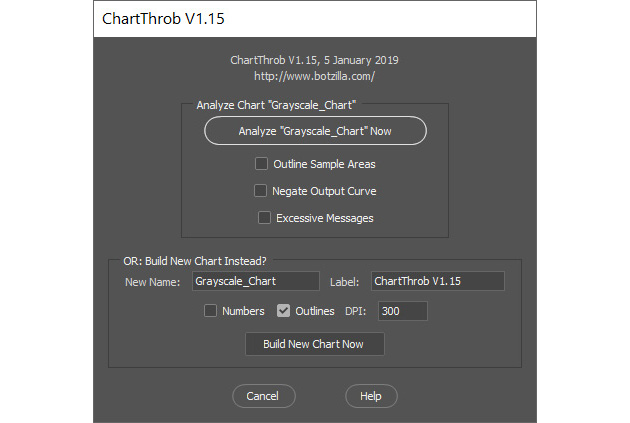 ChartThrob V1.15
ChartThrob V1.15, 5 January 2019
http://www.botzilla.com/
Analyze Chart "Grayscale_Chart"
Analyze "Grayscale_Chart" Now
Outline Sample Areas
Negate Output Curve
Excessive Messages
OR: Build New Chart Instead?
New Name: Grayscale_Chart Label: ChartThrob V1.15
Numbers Outlines DPI: 300
Build New Chart Now
Cancel Help